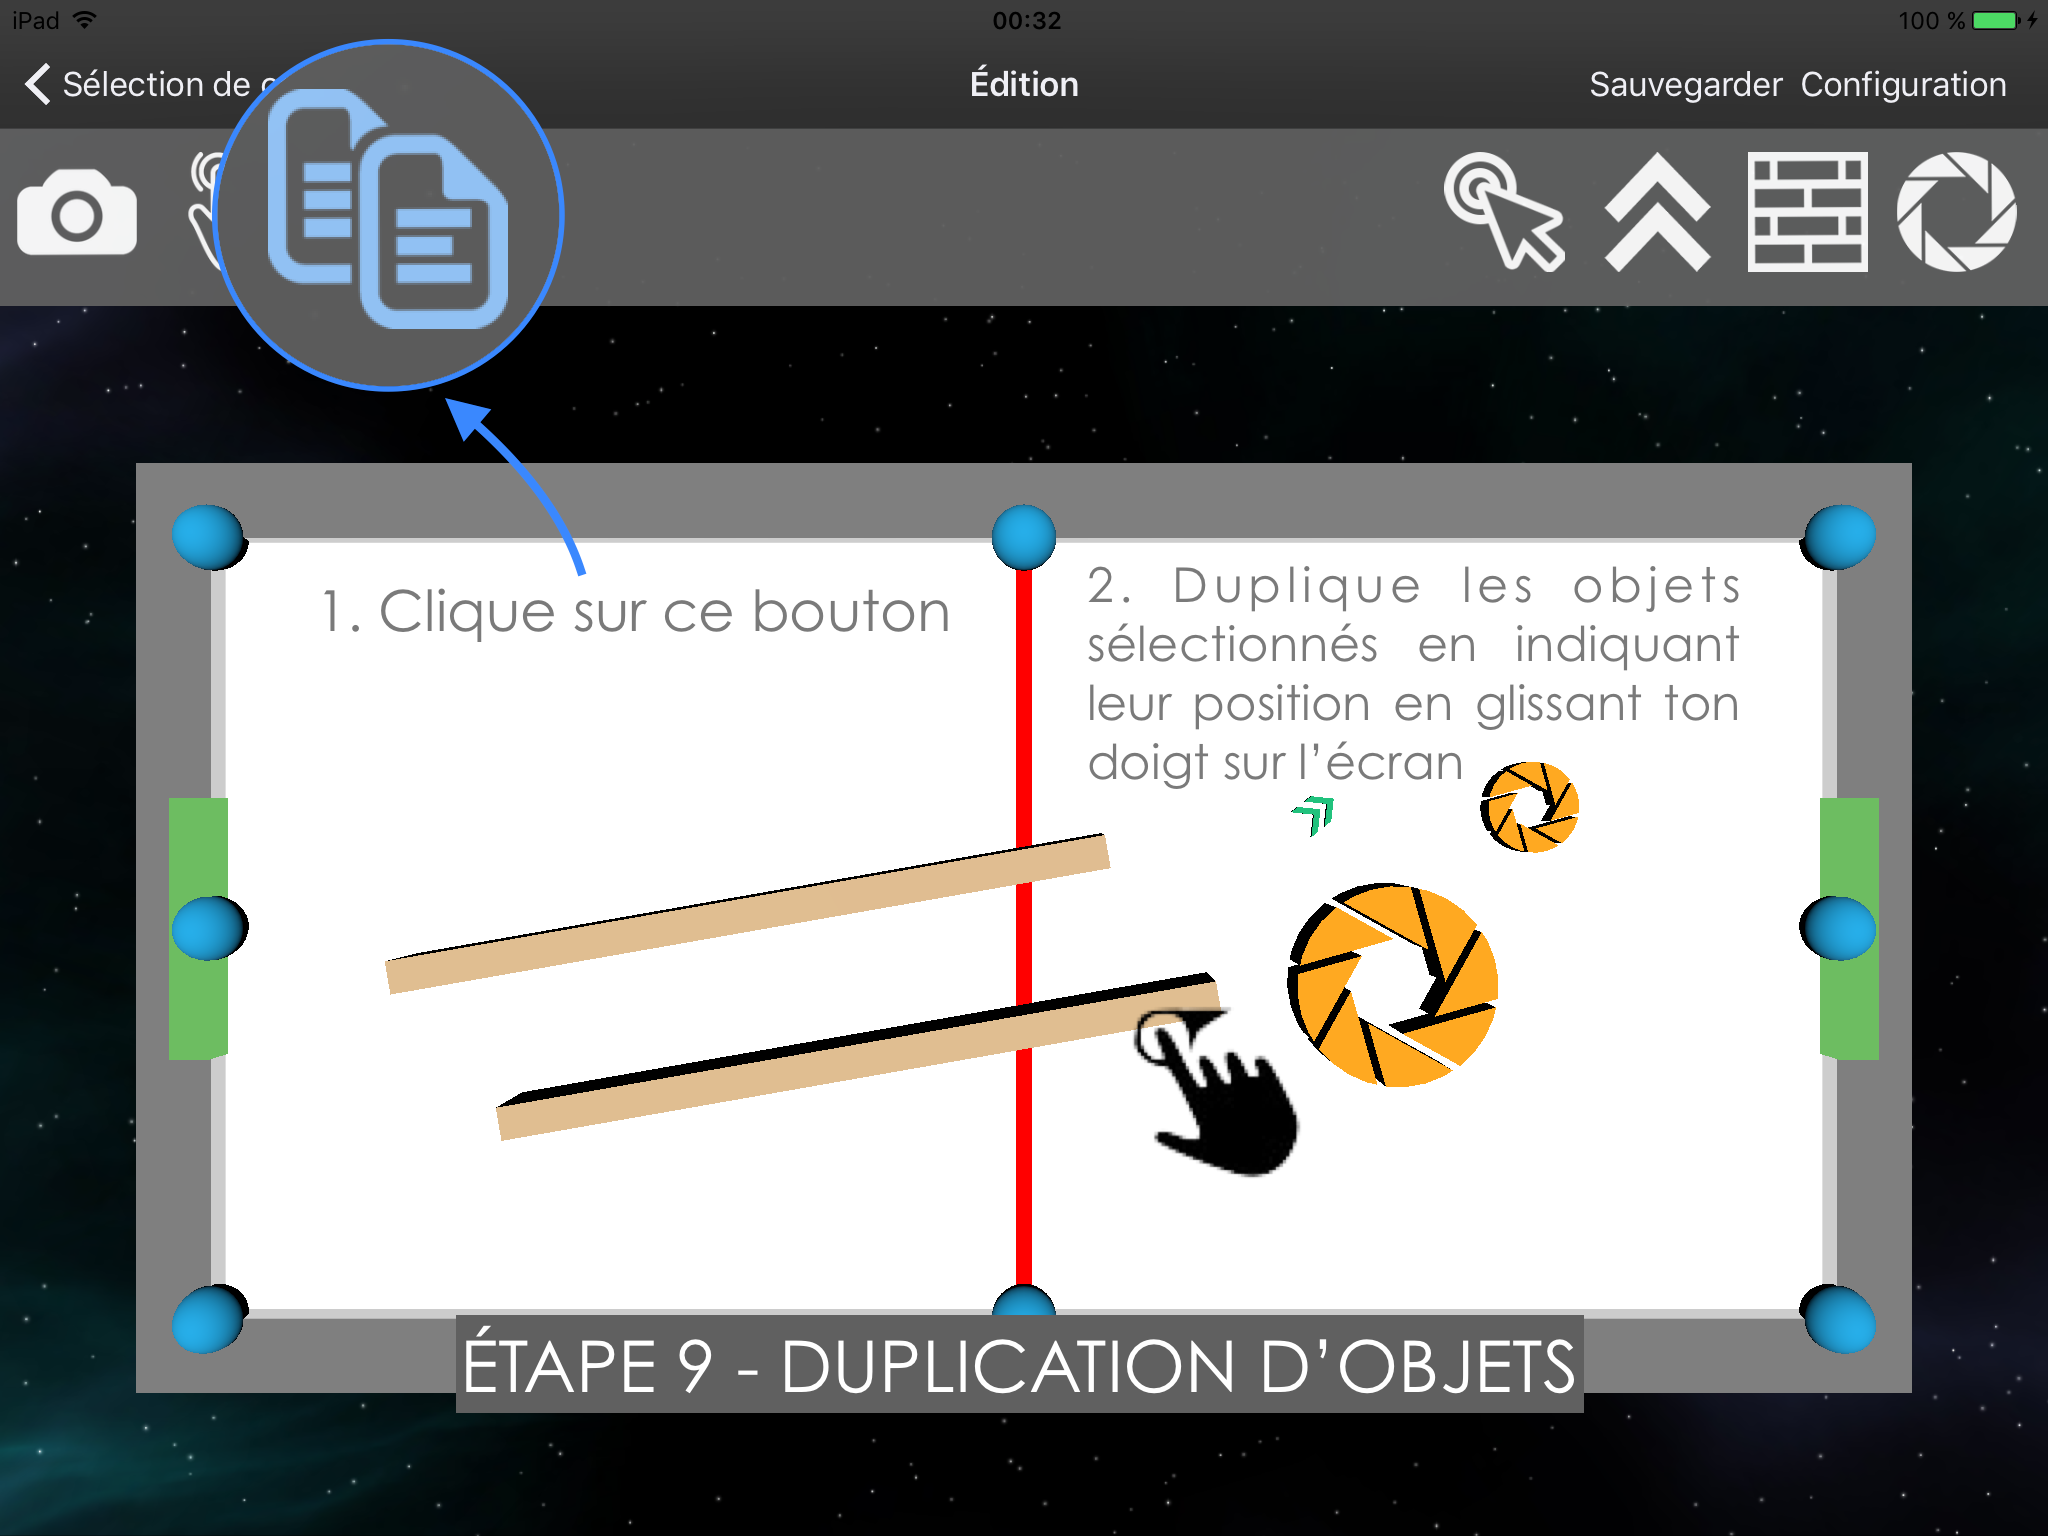 iPad 00:32 100 %
Sélection de Édition Sauvegarder Configuration
1. Clique sur ce bouton
2. Duplique les objets
sélectionnés en indiquant
leur position en glissant ton
doigt sur l’écran
ÉTAPE 9 - DUPLICATION D’OBJETS